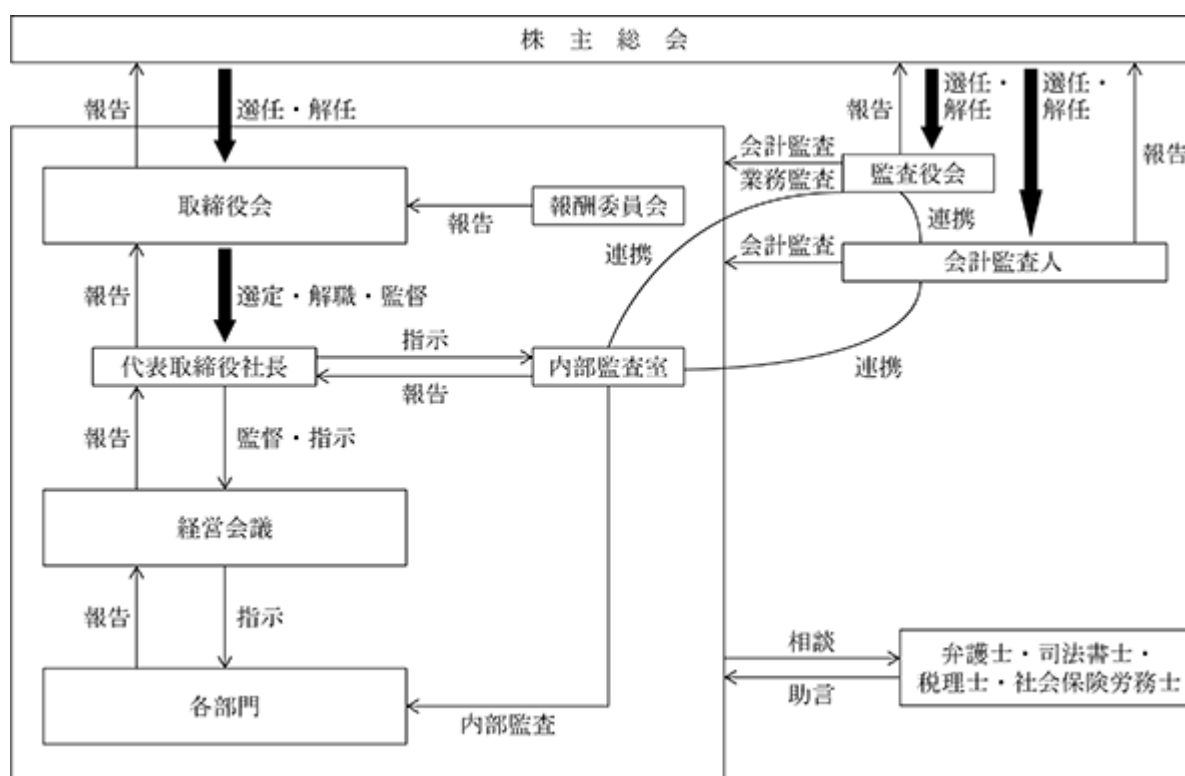 株主総会
報告
選任・解任
報告
選任・
解任
選任・
解任
報告
会計監査
業務監査
監査役会
取締役会
報告
報酬委員会
連携
連携
会計監査
会計監査人
報告
選定・解職・監督
指示
代表取締役社長
内部監査室
報告
連携
報告
監督・指示
経営会議
報告
指示
相談
弁護士・司法書士・
税理士・社会保険労務士
助言
各部門
内部監査